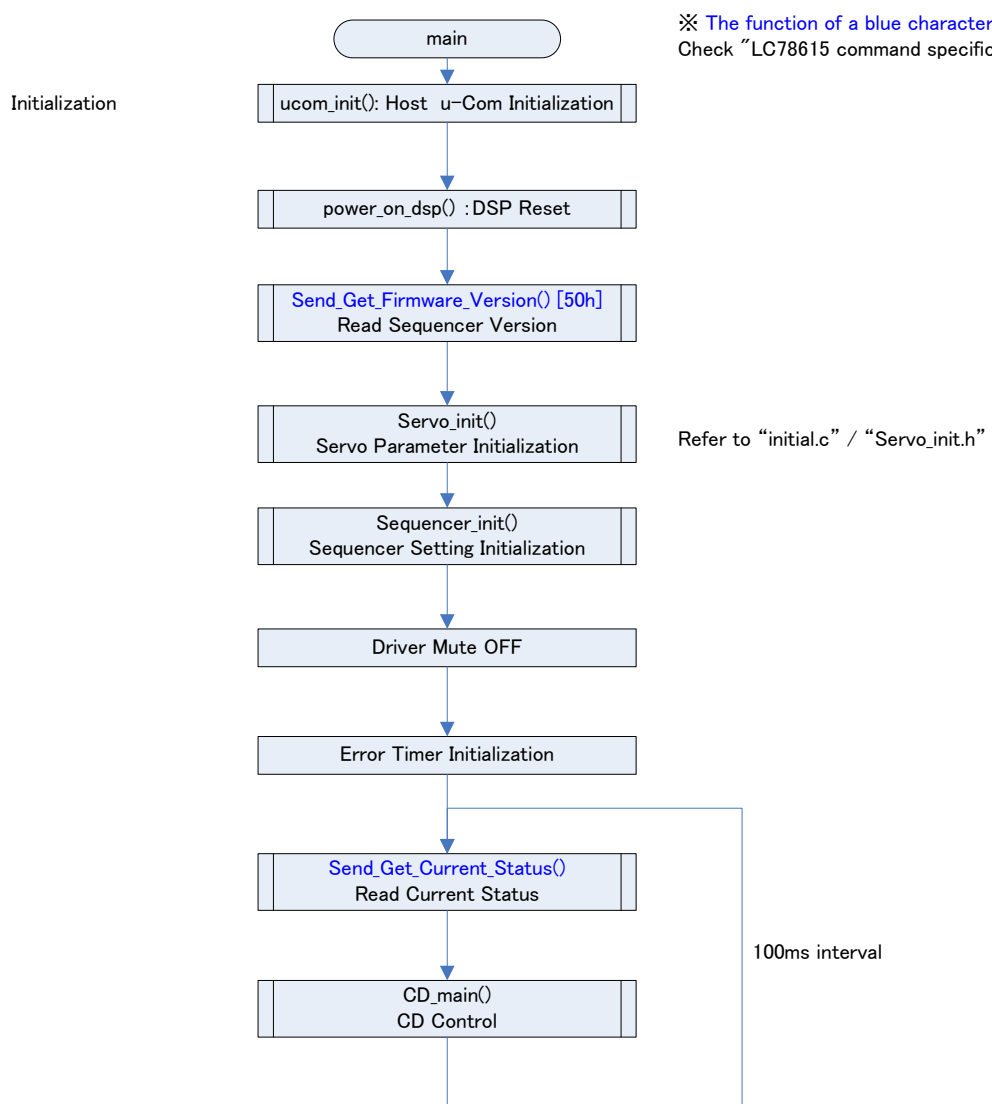 ※ The function of a blue character
Check "LC78615 command specific
main
Initialization
ucom_init(): Host u-Com Initialization
power_on_dsp() :DSP Reset
Send_Get_Firmware_Version() [50h]
Read Sequencer Version
Servo_init()
Servo Parameter Initialization
Refer to “initial.c” / “Servo_init.h”
Sequencer_init()
Sequencer Setting Initialization
Driver Mute OFF
Error Timer Initialization
Send_Get_Current_Status()
Read Current Status
100ms interval
CD_main()
CD Control